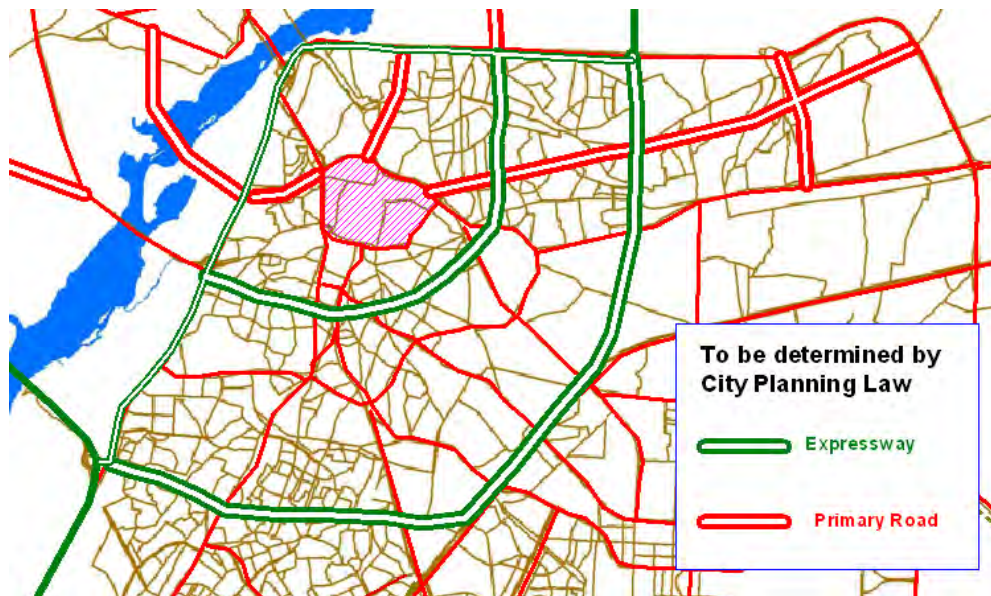 To be determined by
City Planning Law
Expressway
Primary Road